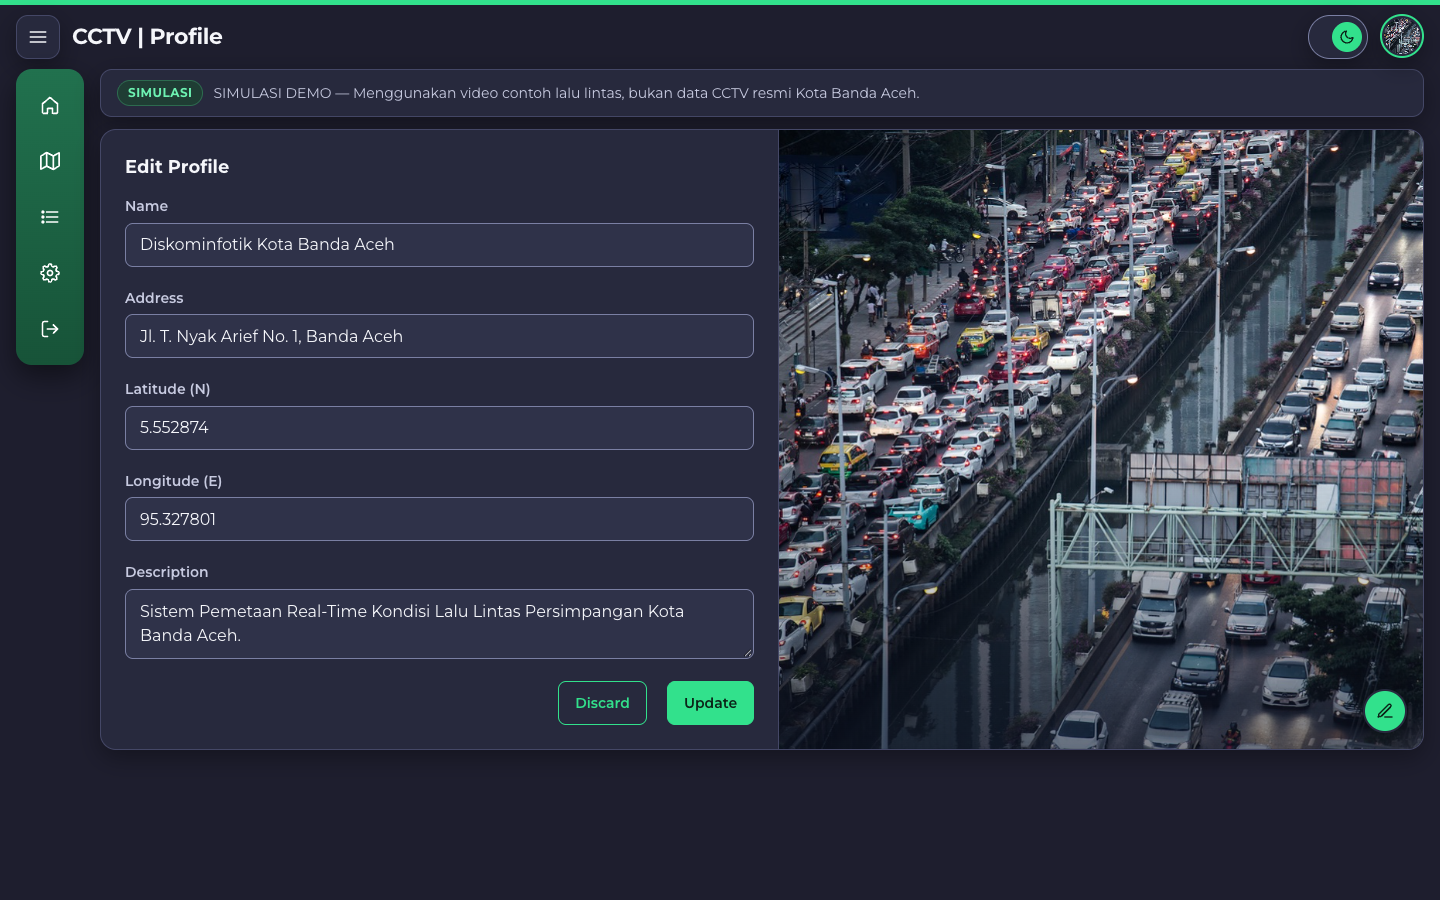 CCTV | Profile
SIMULASI SIMULASI DEMO — Menggunakan video contoh lalu lintas, bukan data CCTV resmi Kota Banda Aceh.
Edit Profile
Name
Diskominfotik Kota Banda Aceh
Address
Jl. T. Nyak Arief No. 1, Banda Aceh
Latitude (N)
5.552874
Longitude (E)
95.327801
Description
Sistem Pemetaan Real-Time Kondisi Lalu Lintas Persimpangan Kota
Banda Aceh.
Discard Update